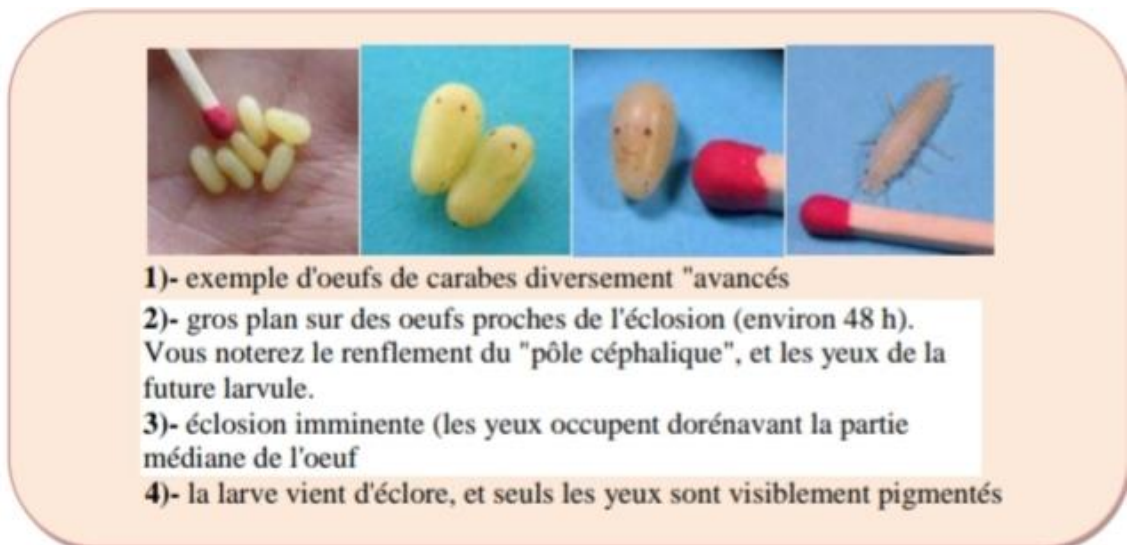 1)- exemple d'oeufs de carabes diversement "avancés
2)- gros plan sur des oeufs proches de l'éclosion (environ 48 h).
Vous noterez le renflement du "pôle céphalique", et les yeux de la
future larvule.
3)- éclosion imminente (les yeux occupent dorénavant la partie
médiane de l'oeuf
4)- la larve vient d'éclore, et seuls les yeux sont visiblement pigmentés